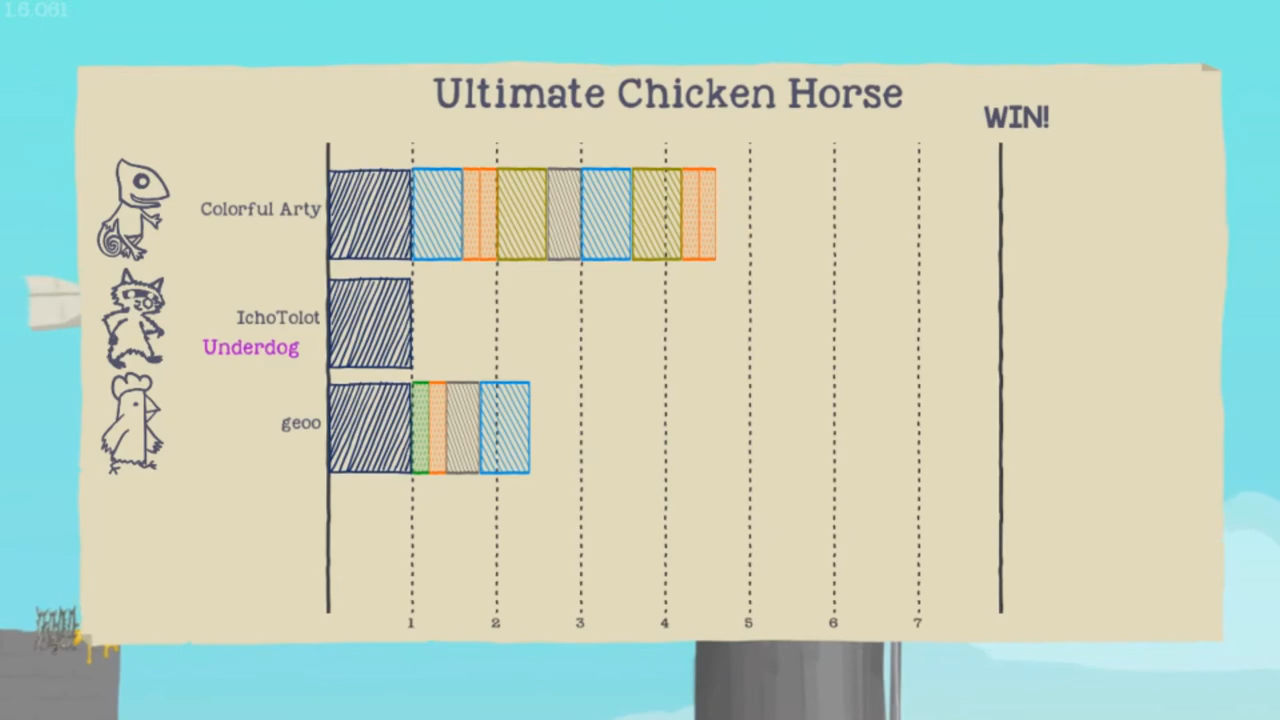 1.6.061
Ultimate Chicken Horse
WIN!
Colorful Arty
IchoTolot
Underdog
geoo
1 2 3 4 5 6 7